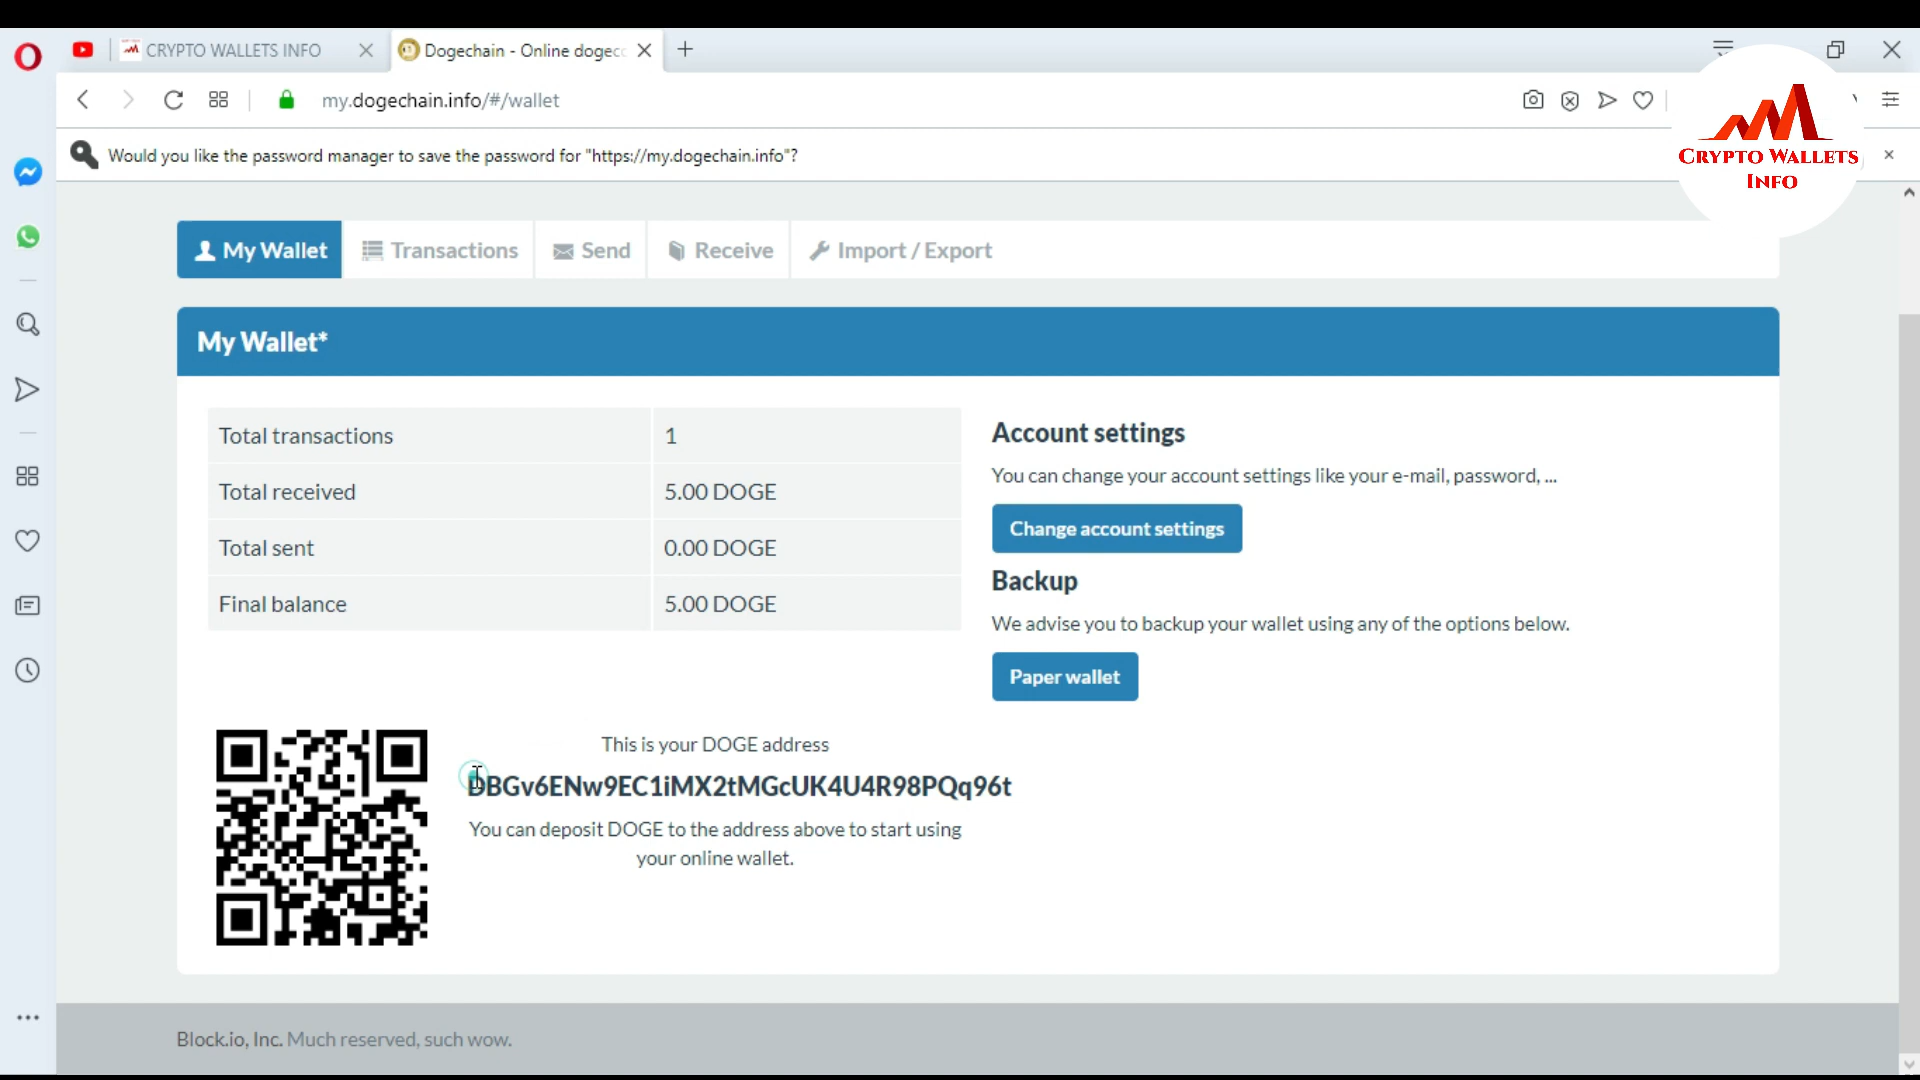 CRYPTO WALLETS INFO
Dogechain - Online dogecc
my.dogechain.info/#/wallet
Would you like the password manager to save the password for "https://my.dogechain.info"?
CRYPTO WALLETS
INFO
My Wallet
Transactions
Send
Receive
Import / Export
My Wallet*
Total transactions 1
Total received 5.00 DOGE
Total sent 0.00 DOGE
Final balance 5.00 DOGE
Account settings
You can change your account settings like your e-mail, password, ...
Change account settings
Backup
We advise you to backup your wallet using any of the options below.
Paper wallet
This is your DOGE address
DBGv6ENw9EC1iMX2tMGcUK4U4R98PQq96t
You can deposit DOGE to the address above to start using
your online wallet.
Block.io, Inc. Much reserved, such wow.